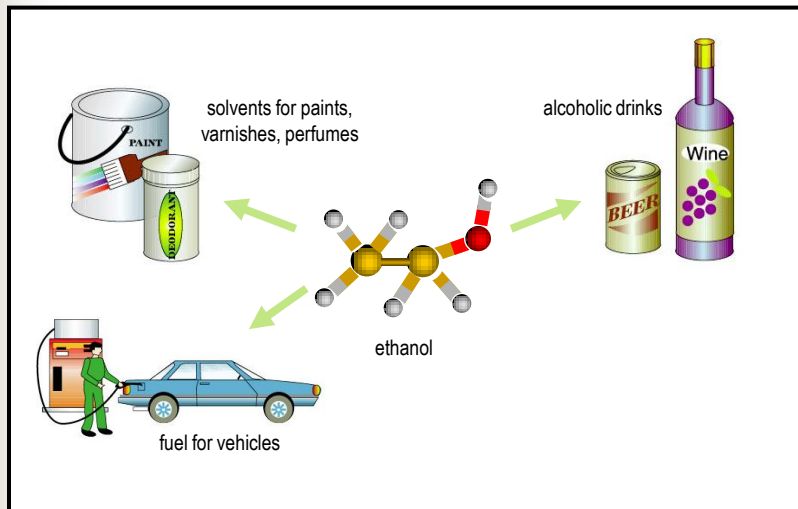 solvents for paints,
varnishes, perfumes
PAINT
DEODORANT
alcoholic drinks
Wine
BEER
ethanol
fuel for vehicles